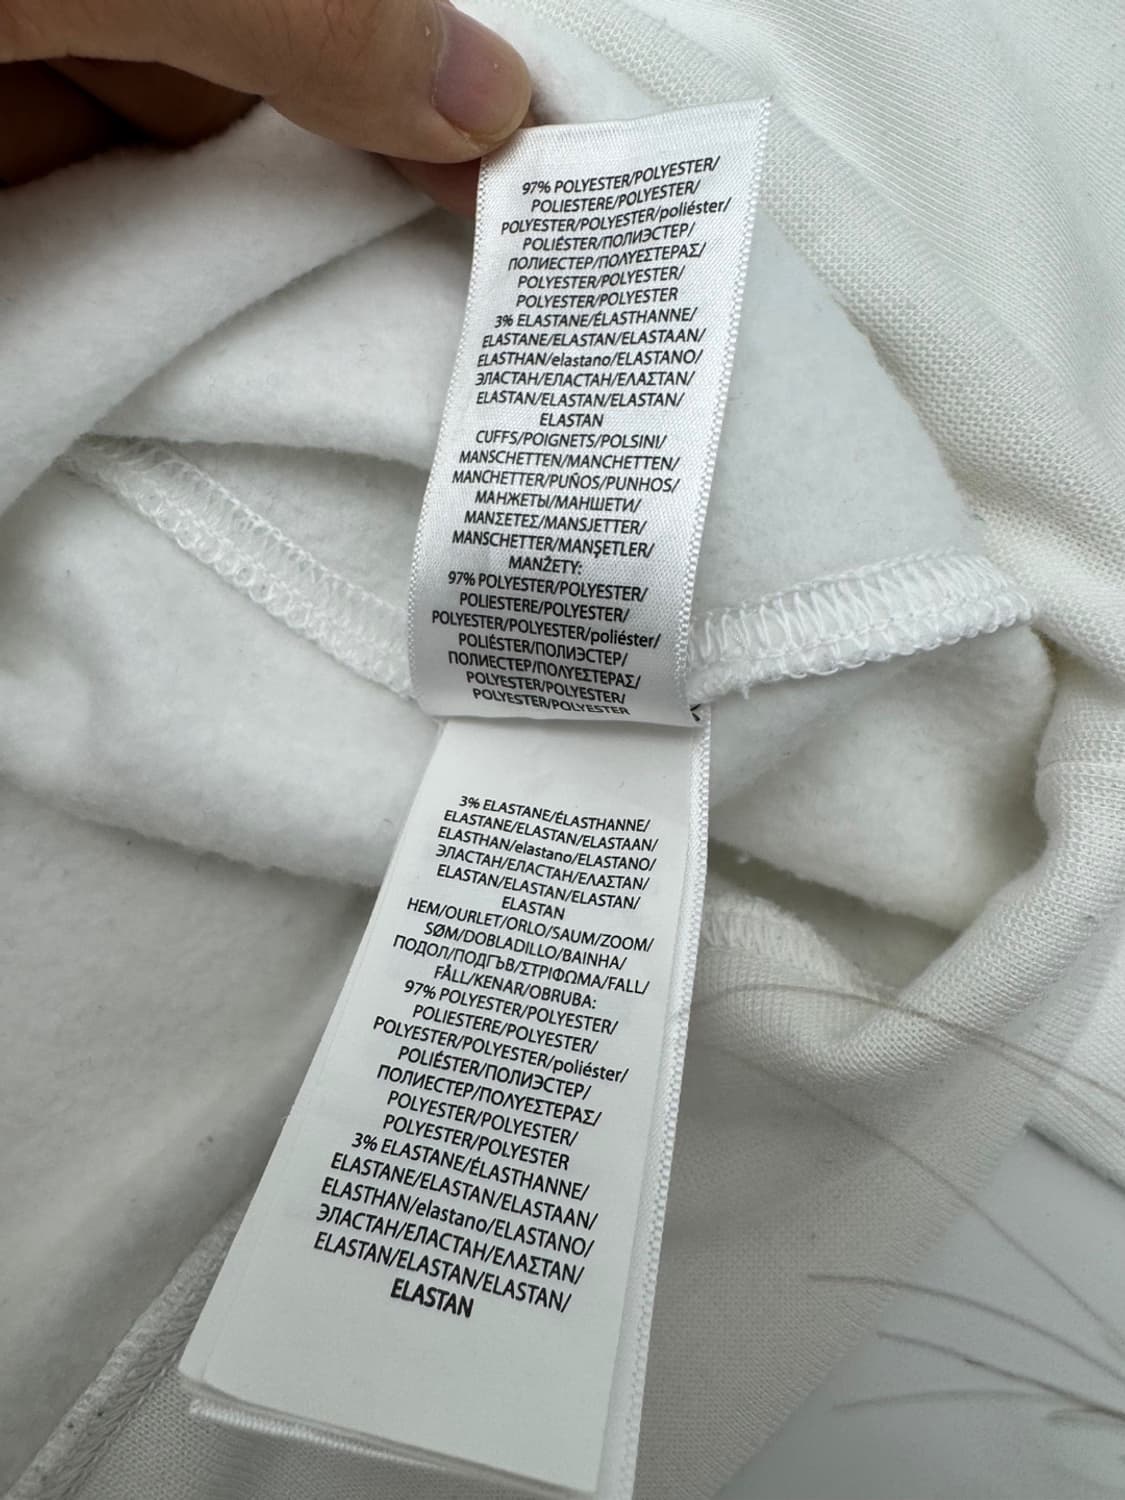 97% POLYESTER/POLYESTER/
POLIESTERE/POLYESTER/
POLYESTER/POLYESTER/poliéster/
POLIÉSTER/ПОЛИЭСТЕР/
ПОЛИЕСТЕР/ΠΟΛΥΕΣΤΕΡΑΣ/
POLYESTER/POLYESTER/
POLYESTER/POLYESTER
3% ELASTANE/ÉLASTHANNE/
ELASTANE/ELASTAN/ELASTAAN/
ELASTHAN/elastano/ELASTANO/
ЭЛАСТАН/ЕЛАСТАН/ΕΛΑΣΤΑΝ/
ELASTAN/ELASTAN/ELASTAN/
ELASTAN
CUFFS/POIGNETS/POLSINI/
MANSCHETTEN/MANCHETTEN/
MANCHETTER/PUÑOS/PUNHOS/
МАНЖЕТЫ/МАНШЕТИ/
ΜΑΝΣΕΤΕΣ/MANSJETTER/
MANSCHETTER/MANŞETLER/
MANŽETY:
97% POLYESTER/POLYESTER/
POLIESTERE/POLYESTER/
POLYESTER/POLYESTER/poliéster/
POLIÉSTER/ПОЛИЭСТЕР/
ПОЛИЕСТЕР/ΠΟΛΥΕΣΤΕΡΑΣ/
POLYESTER/POLYESTER/
POLYESTER/POLYESTER
3% ELASTANE/ÉLASTHANNE/
ELASTANE/ELASTAN/ELASTAAN/
ELASTHAN/elastano/ELASTANO/
ЭЛАСТАН/ЕЛАСТАН/ΕΛΑΣΤΑΝ/
ELASTAN/ELASTAN/ELASTAN/
ELASTAN
HEM/OURLET/ORLO/SAUM/ZOOM/
SØM/DOBLADILLO/BAINHA/
ПОДОЛ/ПОДГЪВ/ΣΤΡΙΦΩΜΑ/FALL/
FÅLL/KENAR/OBRUBA:
97% POLYESTER/POLYESTER/
POLIESTERE/POLYESTER/
POLYESTER/POLYESTER/poliéster/
POLIÉSTER/ПОЛИЭСТЕР/
ПОЛИЕСТЕР/ΠΟΛΥΕΣΤΕΡΑΣ/
POLYESTER/POLYESTER/
POLYESTER/POLYESTER
3% ELASTANE/ÉLASTHANNE/
ELASTANE/ELASTAN/ELASTAAN/
ELASTHAN/elastano/ELASTANO/
ЭЛАСТАН/ЕЛАСТАН/ΕΛΑΣΤΑΝ/
ELASTAN/ELASTAN/ELASTAN/
ELASTAN